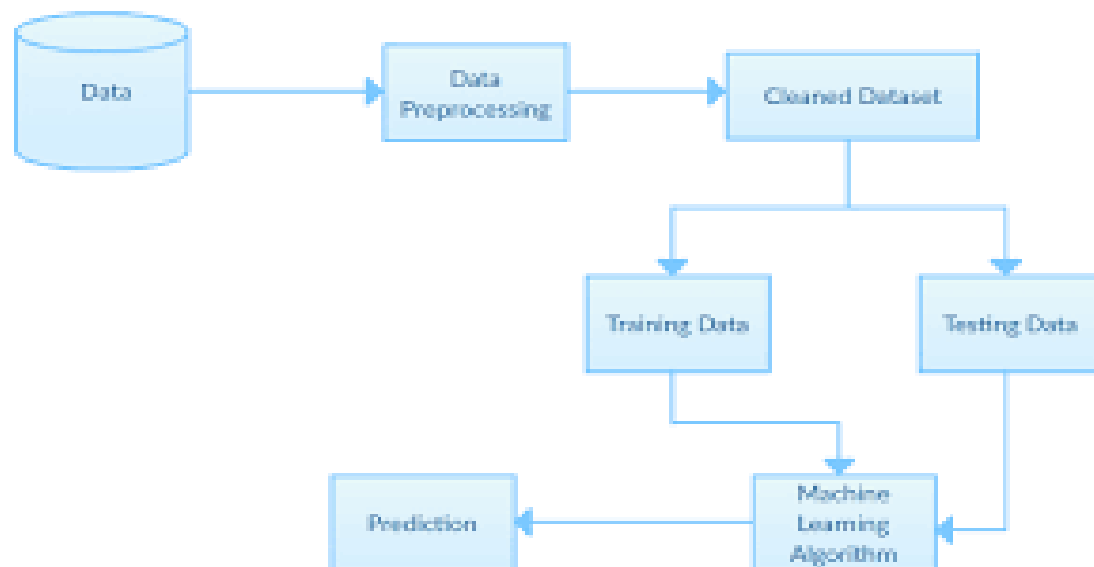 Data
Data
Preprocessing
Cleaned Dataset
Training Data
Testing Data
Prediction
Machine
Learning
Algorithm